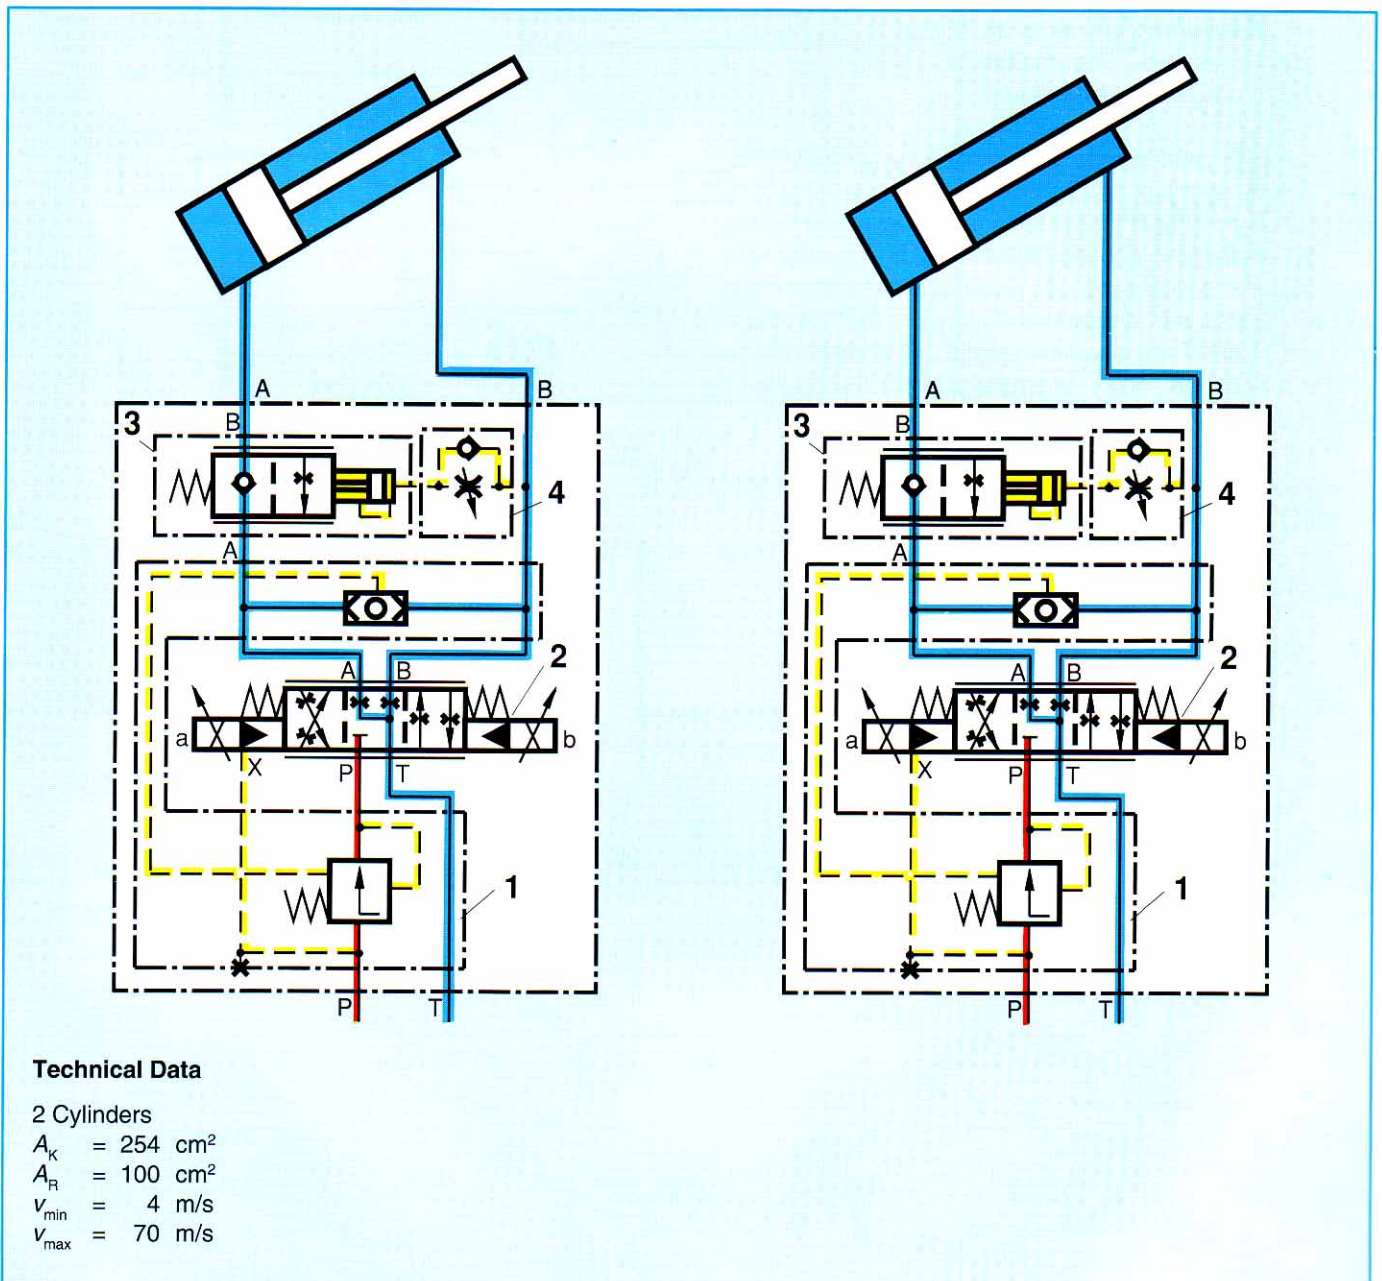 A
B
3
B
4
A
2
A
B
a
b
X
P
T
1
P
T
A
B
3
B
4
A
2
A
B
a
b
X
P
T
1
P
T
Technical Data
2 Cylinders
A_K = 254 cm²
A_R = 100 cm²
v_min = 4 m/s
v_max = 70 m/s